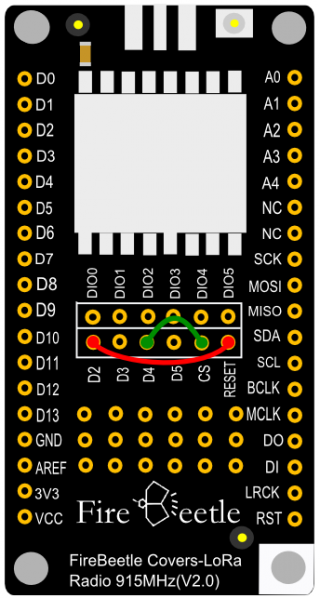 D0
D1
D2
D3
D4
D5
D6
D7
D8
D9
D10
D11
D12
D13
GND
AREF
3V3
VCC
A0
A1
A2
A3
A4
NC
NC
SCK
MOSI
MISO
SDA
SCL
BCLK
MCLK
DO
DI
LRCK
RST
DIO0 DIO1 DIO2 DIO3 DIO4 DIO5
D2 D3 D4 D5 CS RESET
Fire Beetle
FireBeetle Covers-LoRa
Radio 915MHz(V2.0)